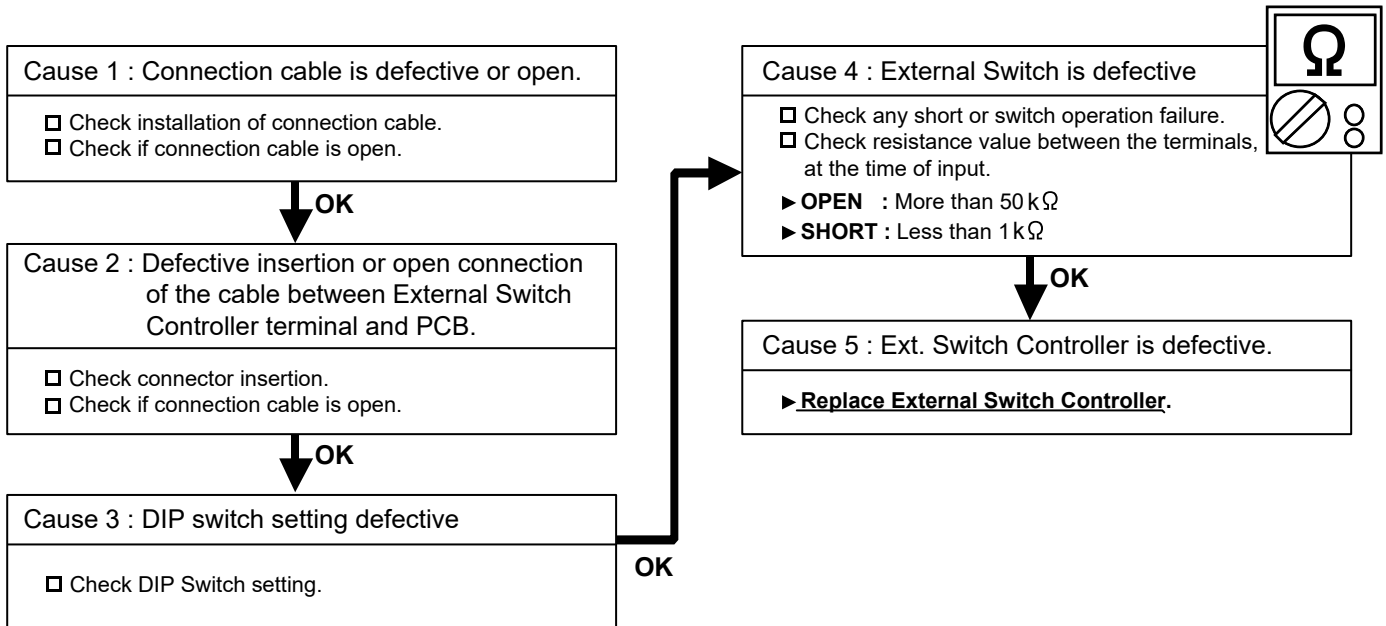 Cause 1 : Connection cable is defective or open.
Check installation of connection cable.
Check if connection cable is open.
OK
Cause 2 : Defective insertion or open connection
of the cable between External Switch
Controller terminal and PCB.
Check connector insertion.
Check if connection cable is open.
OK
Cause 3 : DIP switch setting defective
Check DIP Switch setting.
OK
Ω
Cause 4 : External Switch is defective
Check any short or switch operation failure.
Check resistance value between the terminals,
at the time of input.
►OPEN : More than 50 kΩ
►SHORT : Less than 1kΩ
OK
Cause 5 : Ext. Switch Controller is defective.
►Replace External Switch Controller.